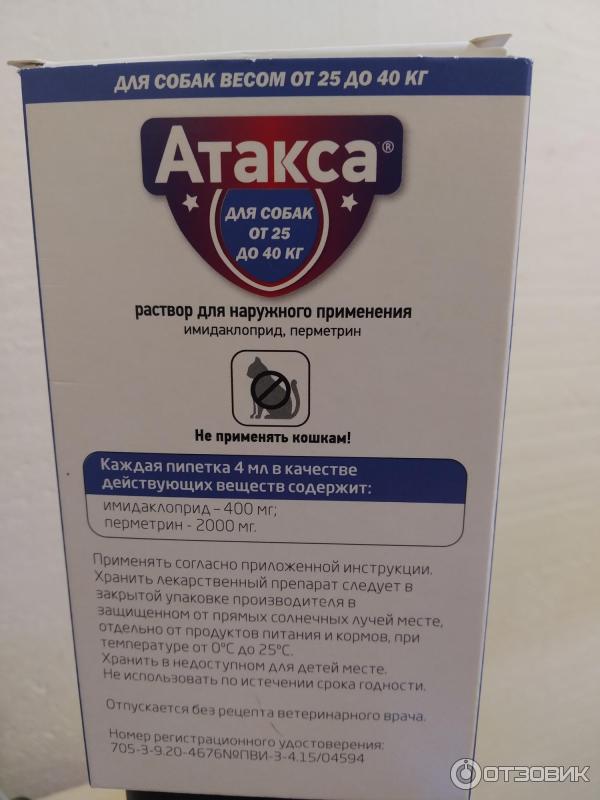 ДЛЯ СОБАК ВЕСОМ ОТ 25 ДО 40 КГ
Атакса®
ДЛЯ СОБАК
ОТ 25
ДО 40 КГ
раствор для наружного применения
имидаклоприд, перметрин
Не применять кошкам!
Каждая пипетка 4 мл в качестве
действующих веществ содержит:
имидаклоприд – 400 мг;
перметрин - 2000 мг.
Применять согласно приложенной инструкции.
Хранить лекарственный препарат следует в
закрытой упаковке производителя в
защищенном от прямых солнечных лучей месте,
отдельно от продуктов питания и кормов, при
температуре от 0°С до 25°С.
Хранить в недоступном для детей месте.
Не использовать по истечении срока годности.
Отпускается без рецепта ветеринарного врача.
Номер регистрационного удостоверения:
705-3-9.20-4676№ПВИ-3-4.15/04594
ОТЗОВИК